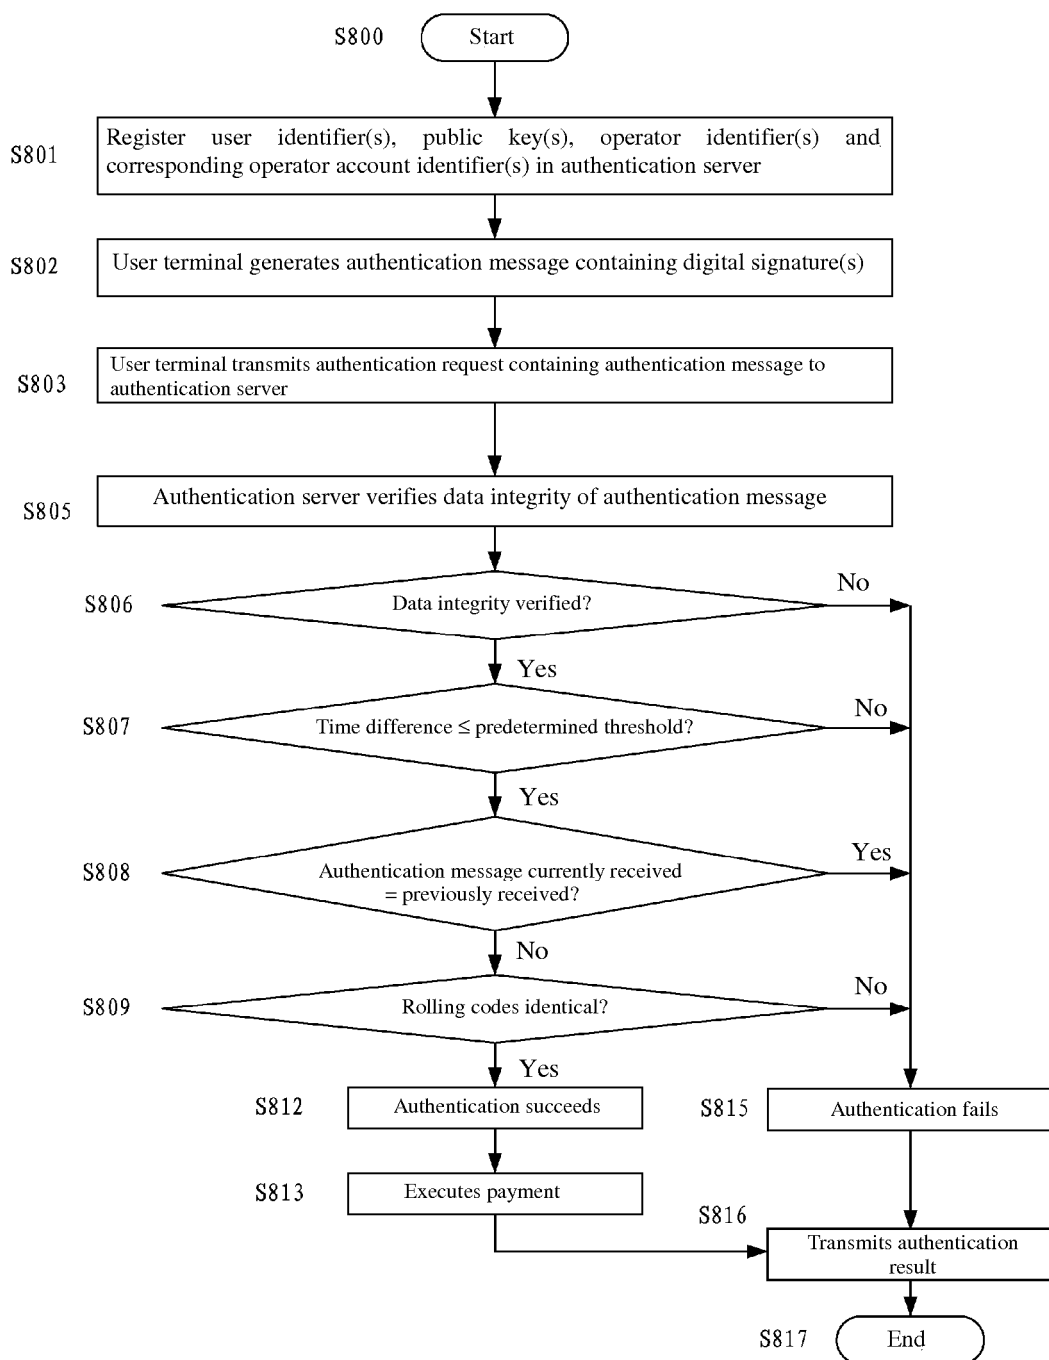 S800
Start
S801
Register user identifier(s), public key(s), operator identifier(s) and
corresponding operator account identifier(s) in authentication server
S802
User terminal generates authentication message containing digital signature(s)
S803
User terminal transmits authentication request containing authentication message to
authentication server
S805
Authentication server verifies data integrity of authentication message
S806
Data integrity verified?
No
Yes
S807
Time difference ≤ predetermined threshold?
No
Yes
S808
Authentication message currently received
= previously received?
Yes
No
S809
Rolling codes identical?
No
Yes
S812
Authentication succeeds
S815
Authentication fails
S813
Executes payment
S816
Transmits authentication
result
S817
End